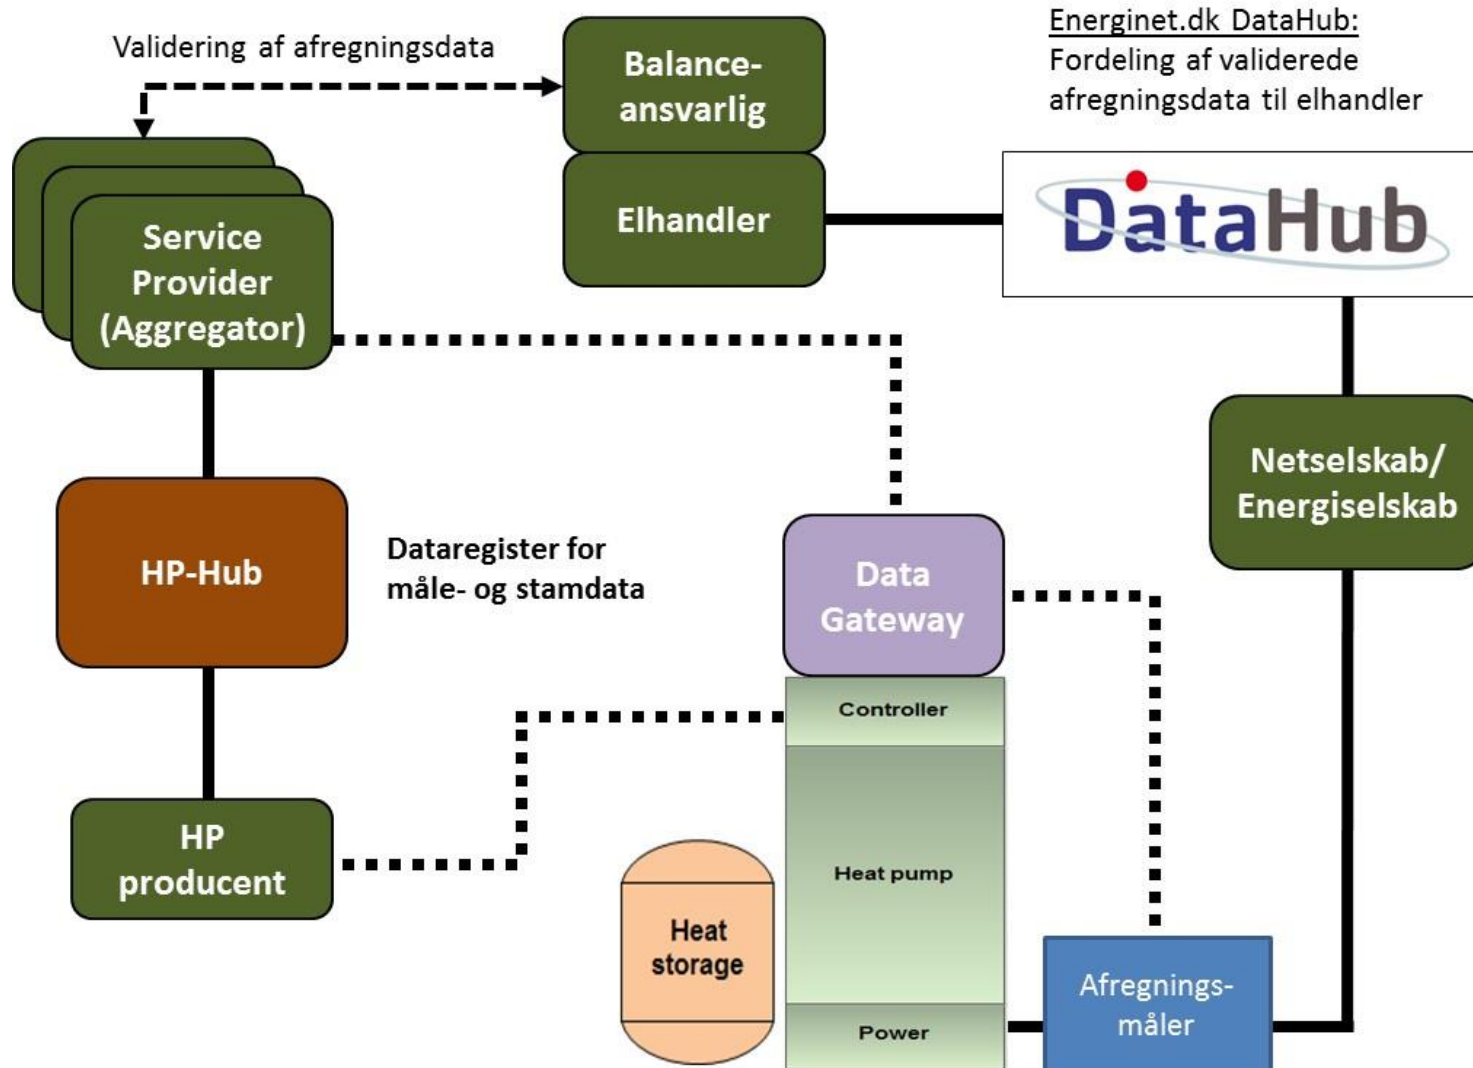 Validering af afregningsdata
Balance-
ansvarlig
Elhandler
Energinet.dk DataHub:
Fordeling af validerede
afregningsdata til elhandler
DataHub
Service
Provider
(Aggregator)
Netselskab/
Energiselskab
HP-Hub
Dataregister for
måle- og stamdata
Data
Gateway
Controller
HP
producent
Heat pump
Heat
storage
Power
Afregnings-
måler